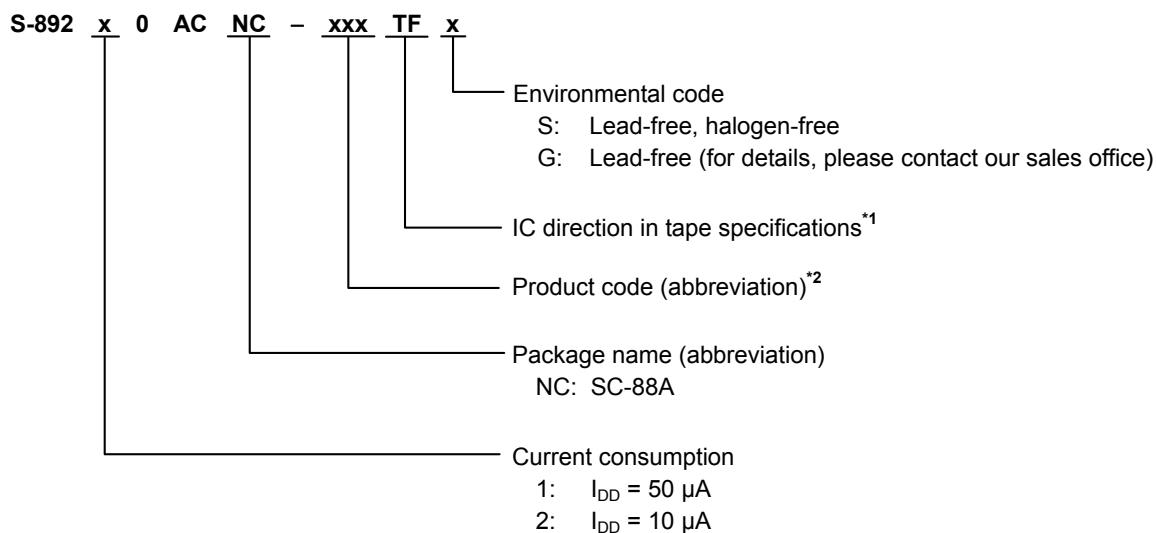 S-892 x 0 AC NC – xxx TF x
Environmental code
S: Lead-free, halogen-free
G: Lead-free (for details, please contact our sales office)
IC direction in tape specifications*1
Product code (abbreviation)*2
Package name (abbreviation)
NC: SC-88A
Current consumption
1: IDD = 50 μA
2: IDD = 10 μA